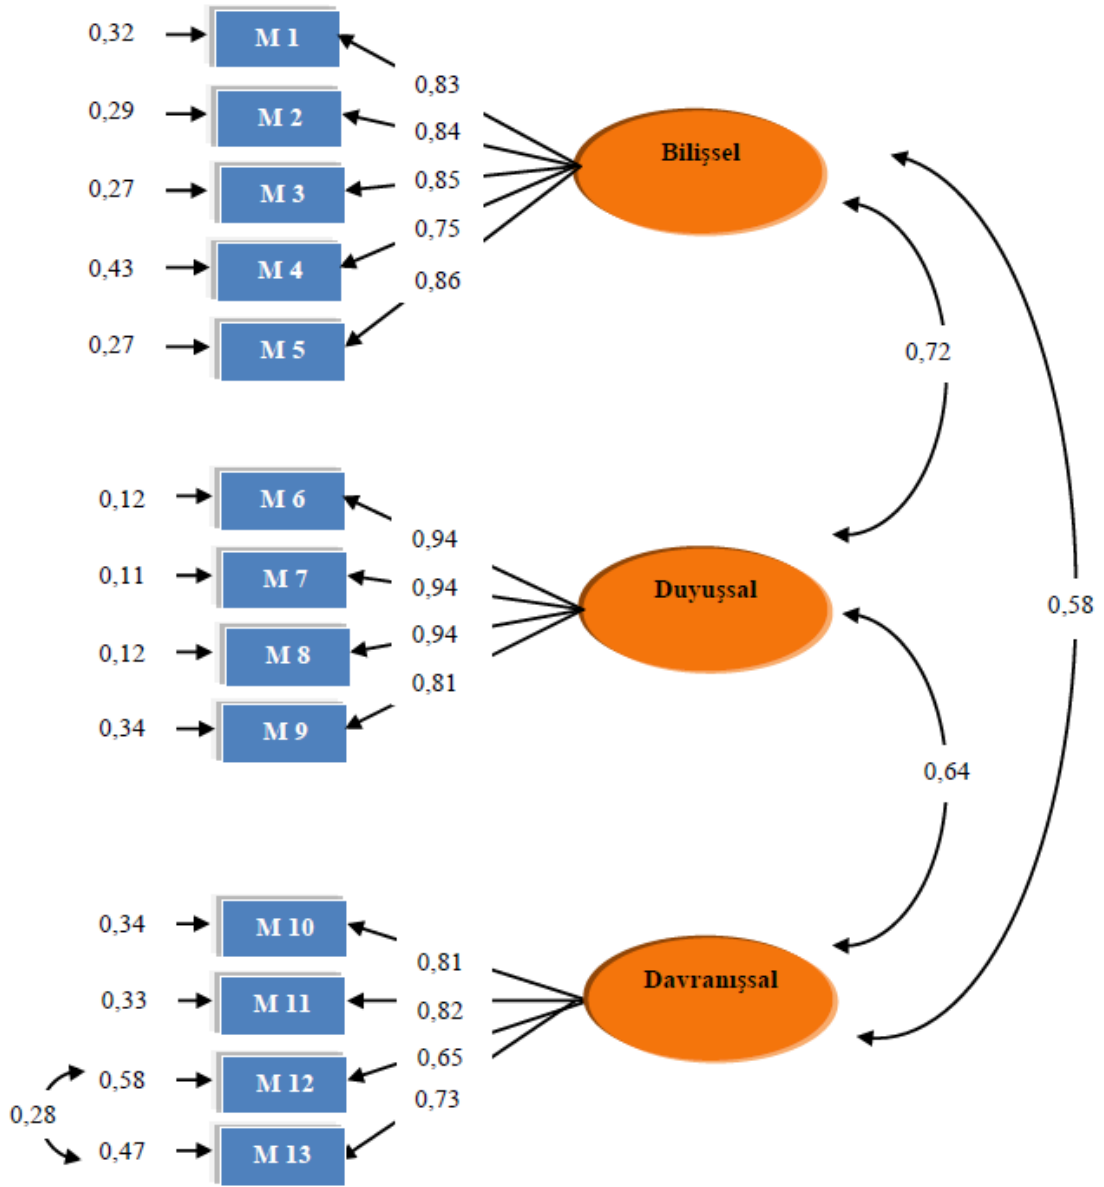 0,32 M 1
0,83
0,29 M 2
0,84
Bilişsel
0,27 M 3
0,85
0,75
0,43 M 4
0,86
0,27 M 5
0,72
0,12 M 6
0,94
0,11 M 7
0,94
Duyuşsal
0,58
0,12 M 8
0,94
0,81
0,34 M 9
0,64
0,34 M 10
0,81
Davranışsal
0,33 M 11
0,82
0,65
0,58 M 12
0,73
0,28
0,47 M 13